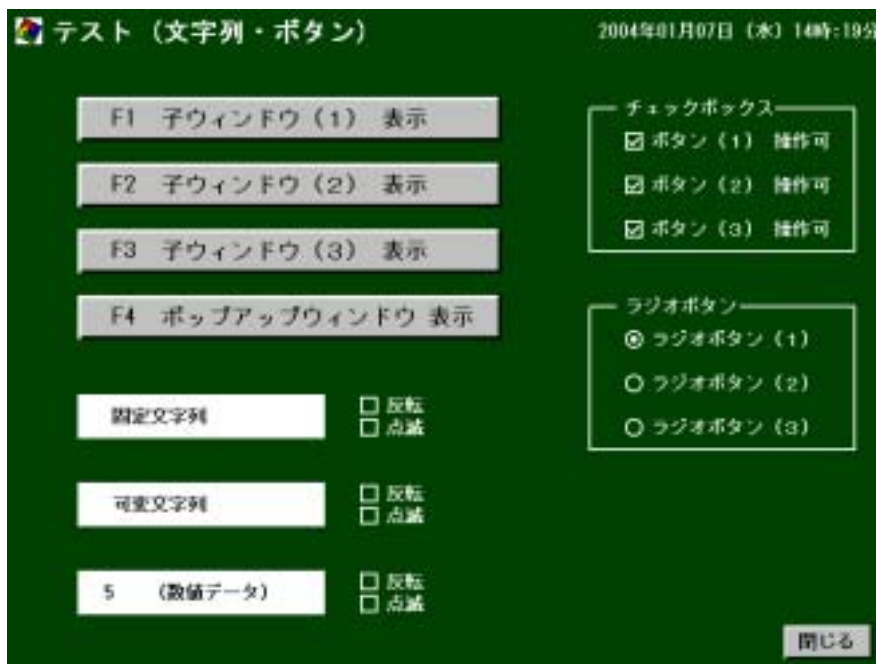 テスト（文字列・ボタン）
2004年01月07日（水）14時:19分
F1 子ウィンドウ（1） 表示
F2 子ウィンドウ（2） 表示
F3 子ウィンドウ（3） 表示
F4 ポップアップウィンドウ 表示
チェックボックス
ボタン（1） 操作可
ボタン（2） 操作可
ボタン（3） 操作可
ラジオボタン
ラジオボタン（1）
ラジオボタン（2）
ラジオボタン（3）
固定文字列
反転
点滅
可変文字列
反転
点滅
5 （数値データ）
反転
点滅
閉じる